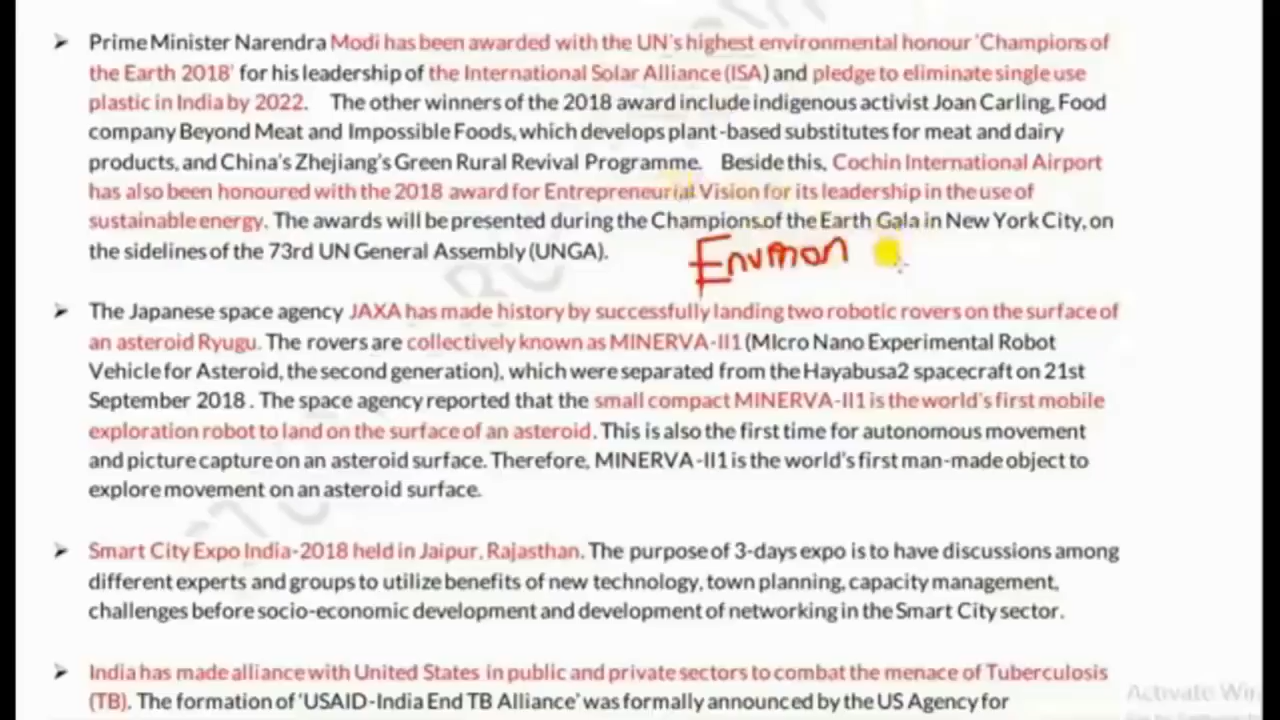 ➤ Prime Minister Narendra Modi has been awarded with the UN's highest environmental honour 'Champions of
the Earth 2018' for his leadership of the International Solar Alliance (ISA) and pledge to eliminate single use
plastic in India by 2022. The other winners of the 2018 award include indigenous activist Joan Carling, Food
company Beyond Meat and Impossible Foods, which develops plant-based substitutes for meat and dairy
products, and China's Zhejiang's Green Rural Revival Programme. Beside this, Cochin International Airport
has also been honoured with the 2018 award for Entrepreneurial Vision for its leadership in the use of
sustainable energy. The awards will be presented during the Champions of the Earth Gala in New York City, on
the sidelines of the 73rd UN General Assembly (UNGA).
➤ The Japanese space agency JAXA has made history by successfully landing two robotic rovers on the surface of
an asteroid Ryugu. The rovers are collectively known as MINERVA-II1 (MIcro Nano Experimental Robot
Vehicle for Asteroid, the second generation), which were separated from the Hayabusa2 spacecraft on 21st
September 2018. The space agency reported that the small compact MINERVA-II1 is the world's first mobile
exploration robot to land on the surface of an asteroid. This is also the first time for autonomous movement
and picture capture on an asteroid surface. Therefore, MINERVA-II1 is the world's first man-made object to
explore movement on an asteroid surface.
➤ Smart City Expo India-2018 held in Jaipur, Rajasthan. The purpose of 3-days expo is to have discussions among
different experts and groups to utilize benefits of new technology, town planning, capacity management,
challenges before socio-economic development and development of networking in the Smart City sector.
➤ India has made alliance with United States in public and private sectors to combat the menace of Tuberculosis
(TB). The formation of 'USAID-India End TB Alliance' was formally announced by the US Agency for
Activate Win